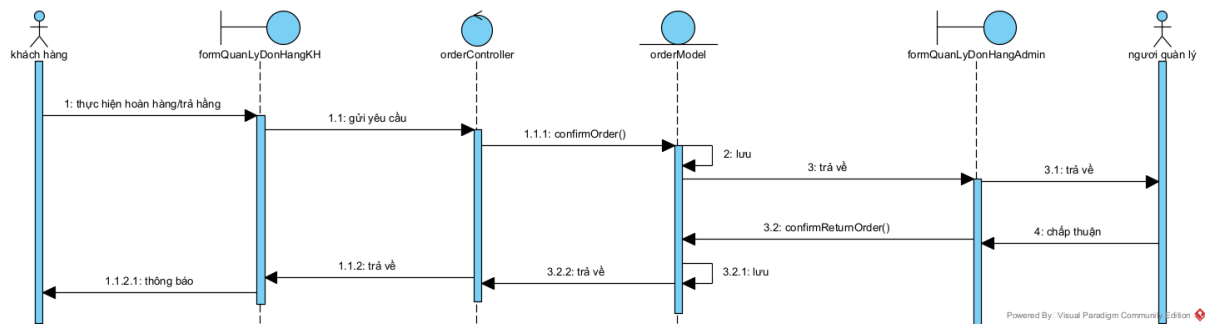 khách hàng
formQuanLyDonHangKH
orderController
orderModel
formQuanLyDonHangAdmin
ngươi quản lý
1: thực hiện hoàn hàng/trả hằng
1.1: gửi yêu cầu
1.1.1: confirmOrder()
2: lưu
3: trả về
3.1: trả về
3.2: confirmReturnOrder()
4: chấp thuận
1.1.2.1: thông báo
1.1.2: trả về
3.2.2: trả về
3.2.1: lưu
Powered By: Visual Paradigm Community Edition